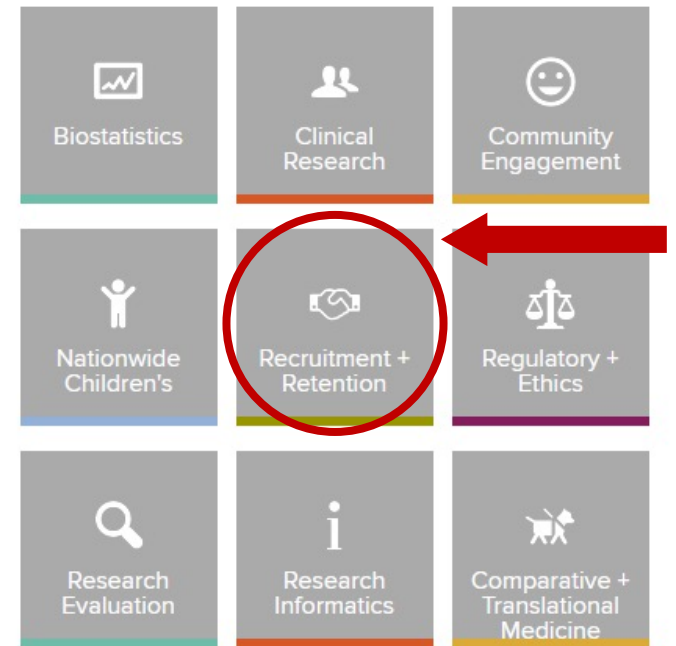 Biostatistics
Clinical
Research
Community
Engagement
Nationwide
Children's
Recruitment +
Retention
Regulatory +
Ethics
Research
Evaluation
Research
Informatics
Comparative +
Translational
Medicine